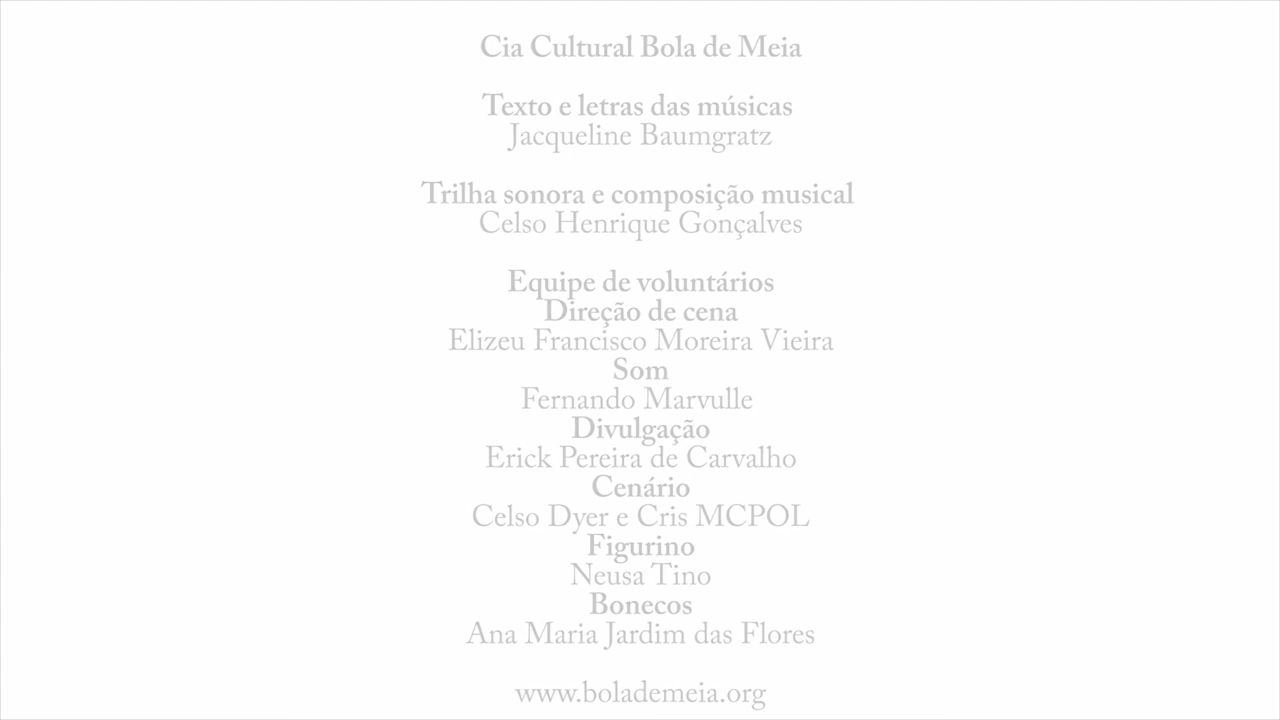 Cia Cultural Bola de Meia
Texto e letras das músicas
Jacqueline Baumgratz
Trilha sonora e composição musical
Celso Henrique Gonçalves
Equipe de voluntários
Direção de cena
Elizeu Francisco Moreira Vieira
Som
Fernando Marvulle
Divulgação
Erick Pereira de Carvalho
Cenário
Celso Dyer e Cris MCPOL
Figurino
Neusa Tino
Bonecos
Ana Maria Jardim das Flores
www.bolademeia.org